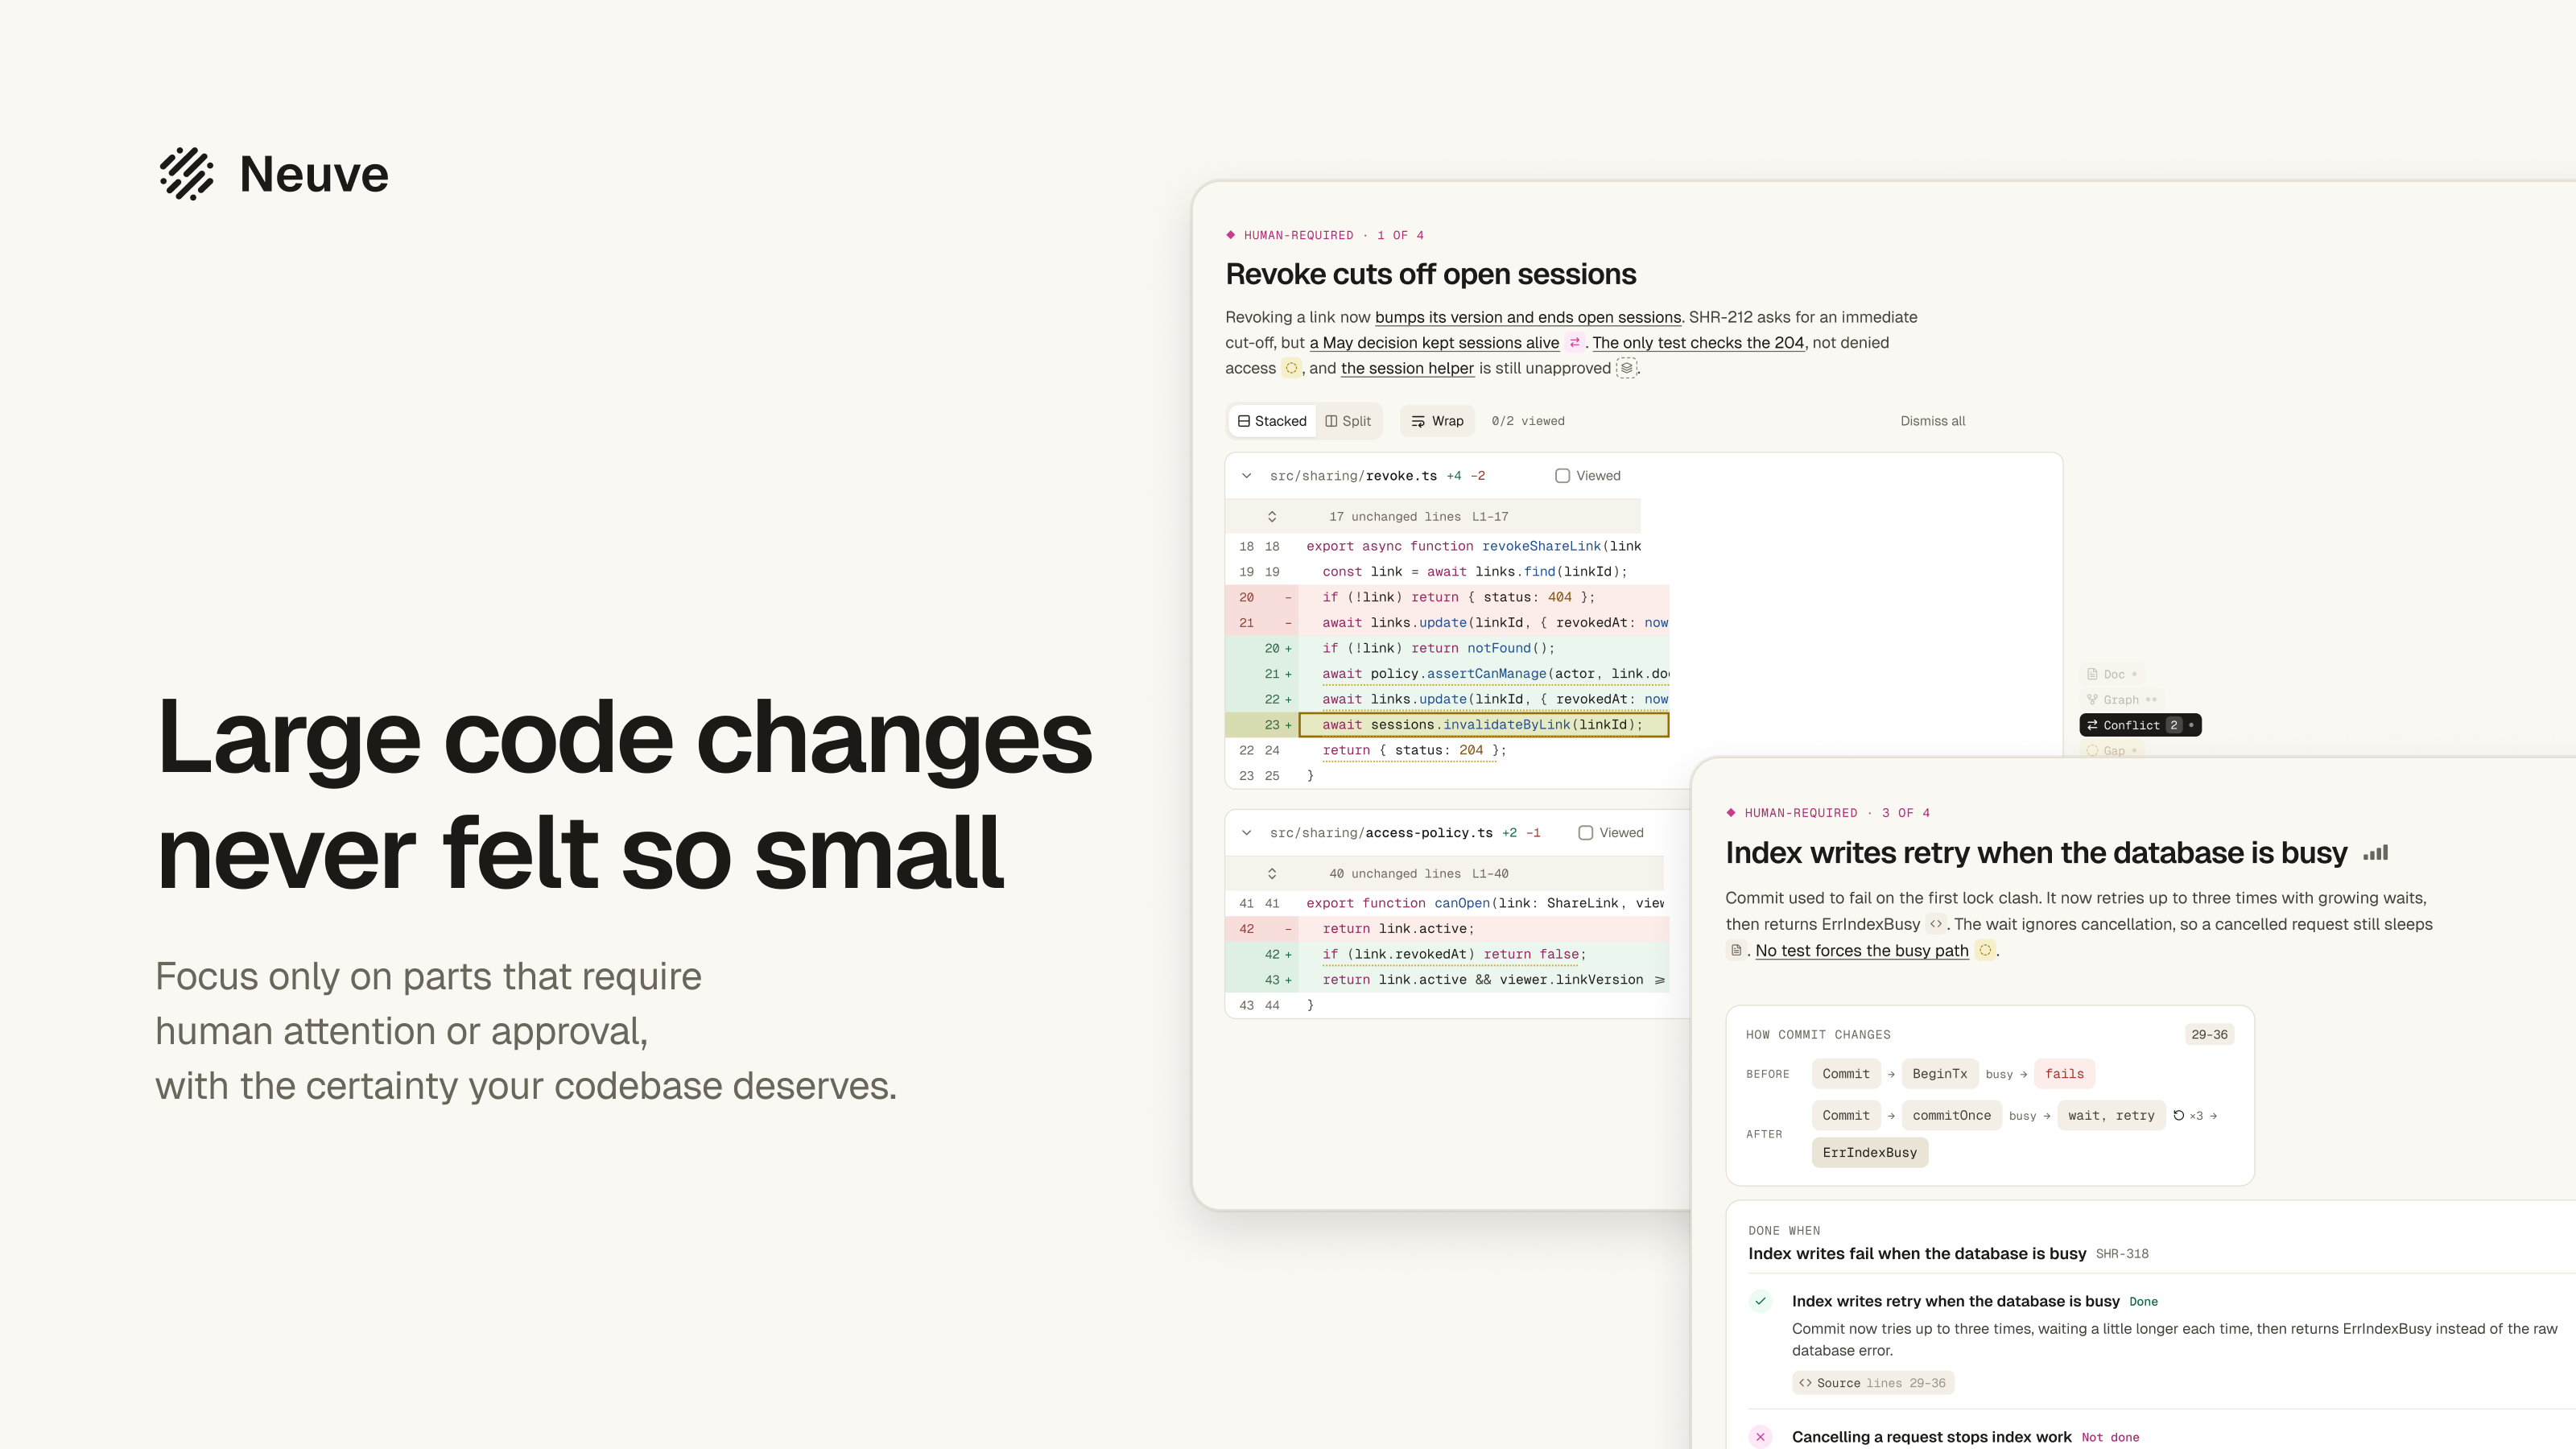 Neuve
Large code changes
never felt so small
Focus only on parts that require
human attention or approval,
with the certainty your codebase deserves.
HUMAN-REQUIRED · 1 OF 4
Revoke cuts off open sessions
Revoking a link now bumps its version and ends open sessions. SHR-212 asks for an immediate
cut-off, but a May decision kept sessions alive . The only test checks the 204, not denied
access , and the session helper is still unapproved .
Stacked Split Wrap 0/2 viewed Dismiss all
src/sharing/revoke.ts +4 −2 Viewed
17 unchanged lines L1–17
18 18 export async function revokeShareLink(link
19 19 const link = await links.find(linkId);
20 − if (!link) return { status: 404 };
21 − await links.update(linkId, { revokedAt: now
20 + if (!link) return notFound();
21 + await policy.assertCanManage(actor, link.do
22 + await links.update(linkId, { revokedAt: now
23 + await sessions.invalidateByLink(linkId);
22 24 return { status: 204 };
23 25 }
Doc
Graph
Conflict 2
Gap
src/sharing/access-policy.ts +2 −1 Viewed
40 unchanged lines L1–40
41 41 export function canOpen(link: ShareLink, view
42 − return link.active;
42 + if (link.revokedAt) return false;
43 + return link.active && viewer.linkVersion >=
43 44 }
HUMAN-REQUIRED · 3 OF 4
Index writes retry when the database is busy
Commit used to fail on the first lock clash. It now retries up to three times with growing waits,
then returns ErrIndexBusy <>. The wait ignores cancellation, so a cancelled request still sleeps
. No test forces the busy path .
HOW COMMIT CHANGES 29–36
BEFORE Commit → BeginTx busy → fails
AFTER Commit → commitOnce busy → wait, retry ×3 →
ErrIndexBusy
DONE WHEN
Index writes fail when the database is busy SHR-318
Index writes retry when the database is busy Done
Commit now tries up to three times, waiting a little longer each time, then returns ErrIndexBusy instead of the raw
database error.
<> Source lines 29–36
Cancelling a request stops index work Not done